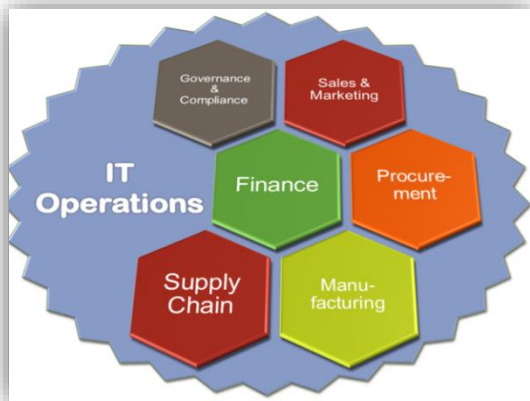 Governance
&
Compliance
Sales &
Marketing
IT
Operations
Finance
Procure-
ment
Supply
Chain
Manu-
facturing